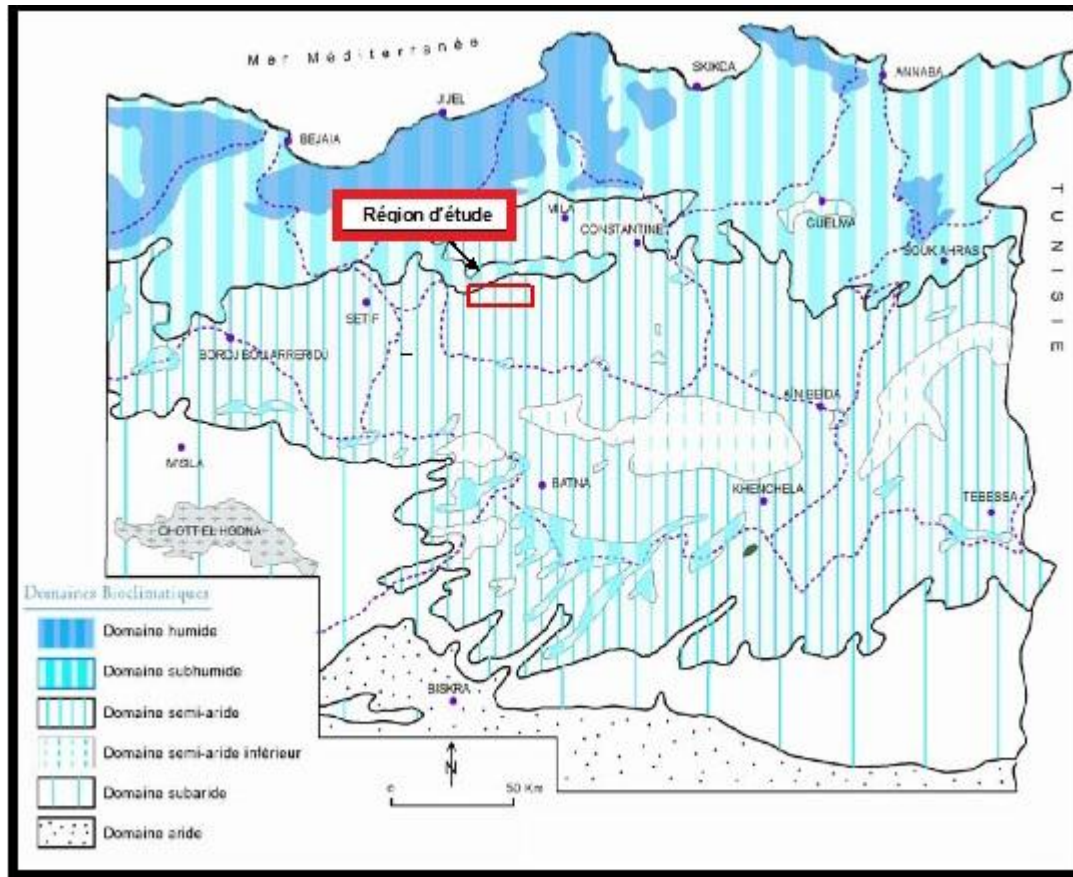 Mer Méditerranée
SKIKDA
ANNABA
JIJEL
BEJAIA
Région d'étude
MILA
CONSTANTINE
GUELMA
SOUK AHRAS
TUNISIE
SETIF
BORDJ BOU ARRERIDJ
AIN BEIDA
M'SILA
BATNA
KHENCHELA
TEBESSA
CHOTT EL HODNA
Domaines Bioclimatiques
Domaine humide
Domaine subhumide
Domaine semi-aride
Domaine semi-aride inférieur
Domaine subaride
Domaine aride
BISKRA
N
0 50 Km